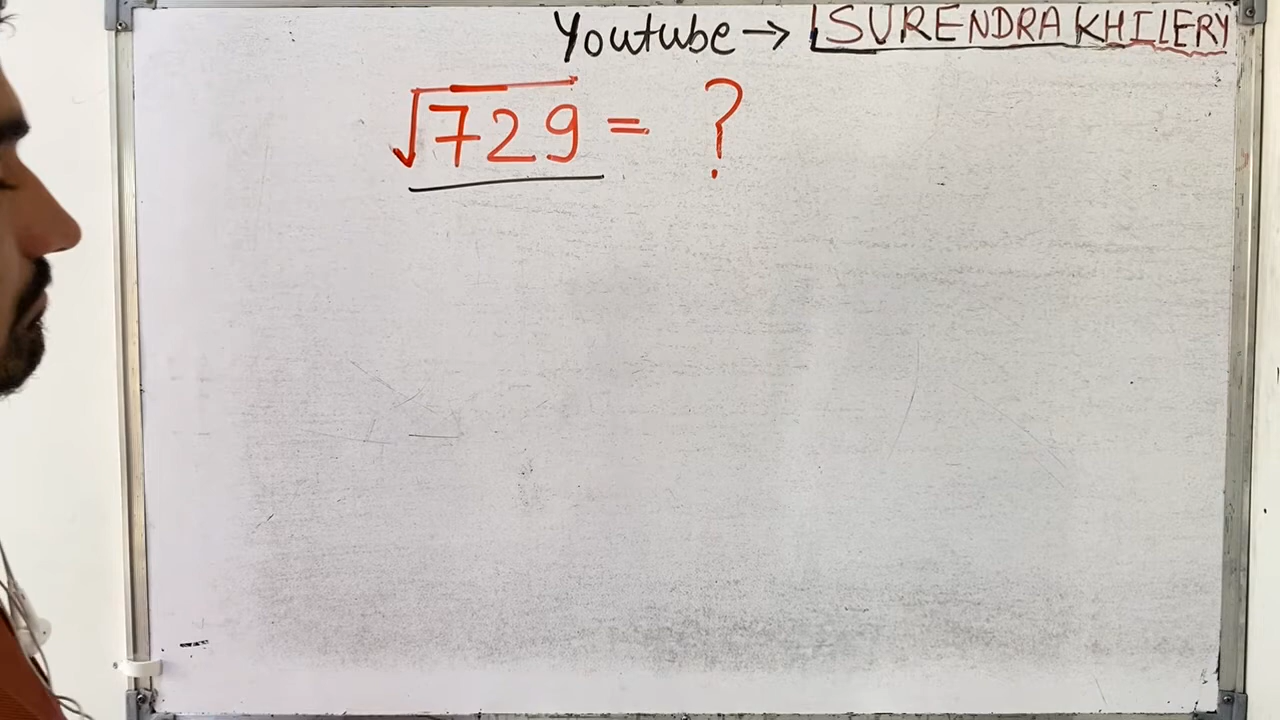 Youtube → SURENDRA KHILERY
√729 = ?